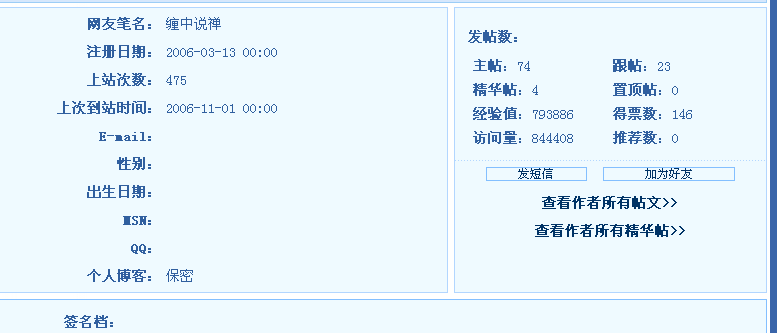 网友笔名： 缠中说禅
注册日期： 2006-03-13 00:00
上站次数： 475
上次到站时间： 2006-11-01 00:00
E-mail：
性别：
出生日期：
MSN：
QQ：
个人博客： 保密
发帖数：
主帖：74 跟帖：23
精华帖：4 置顶帖：0
经验值：793886 得票数：146
访问量：844408 推荐数：0
发短信 加为好友
查看作者所有帖文>>
查看作者所有精华帖>>
签名档：